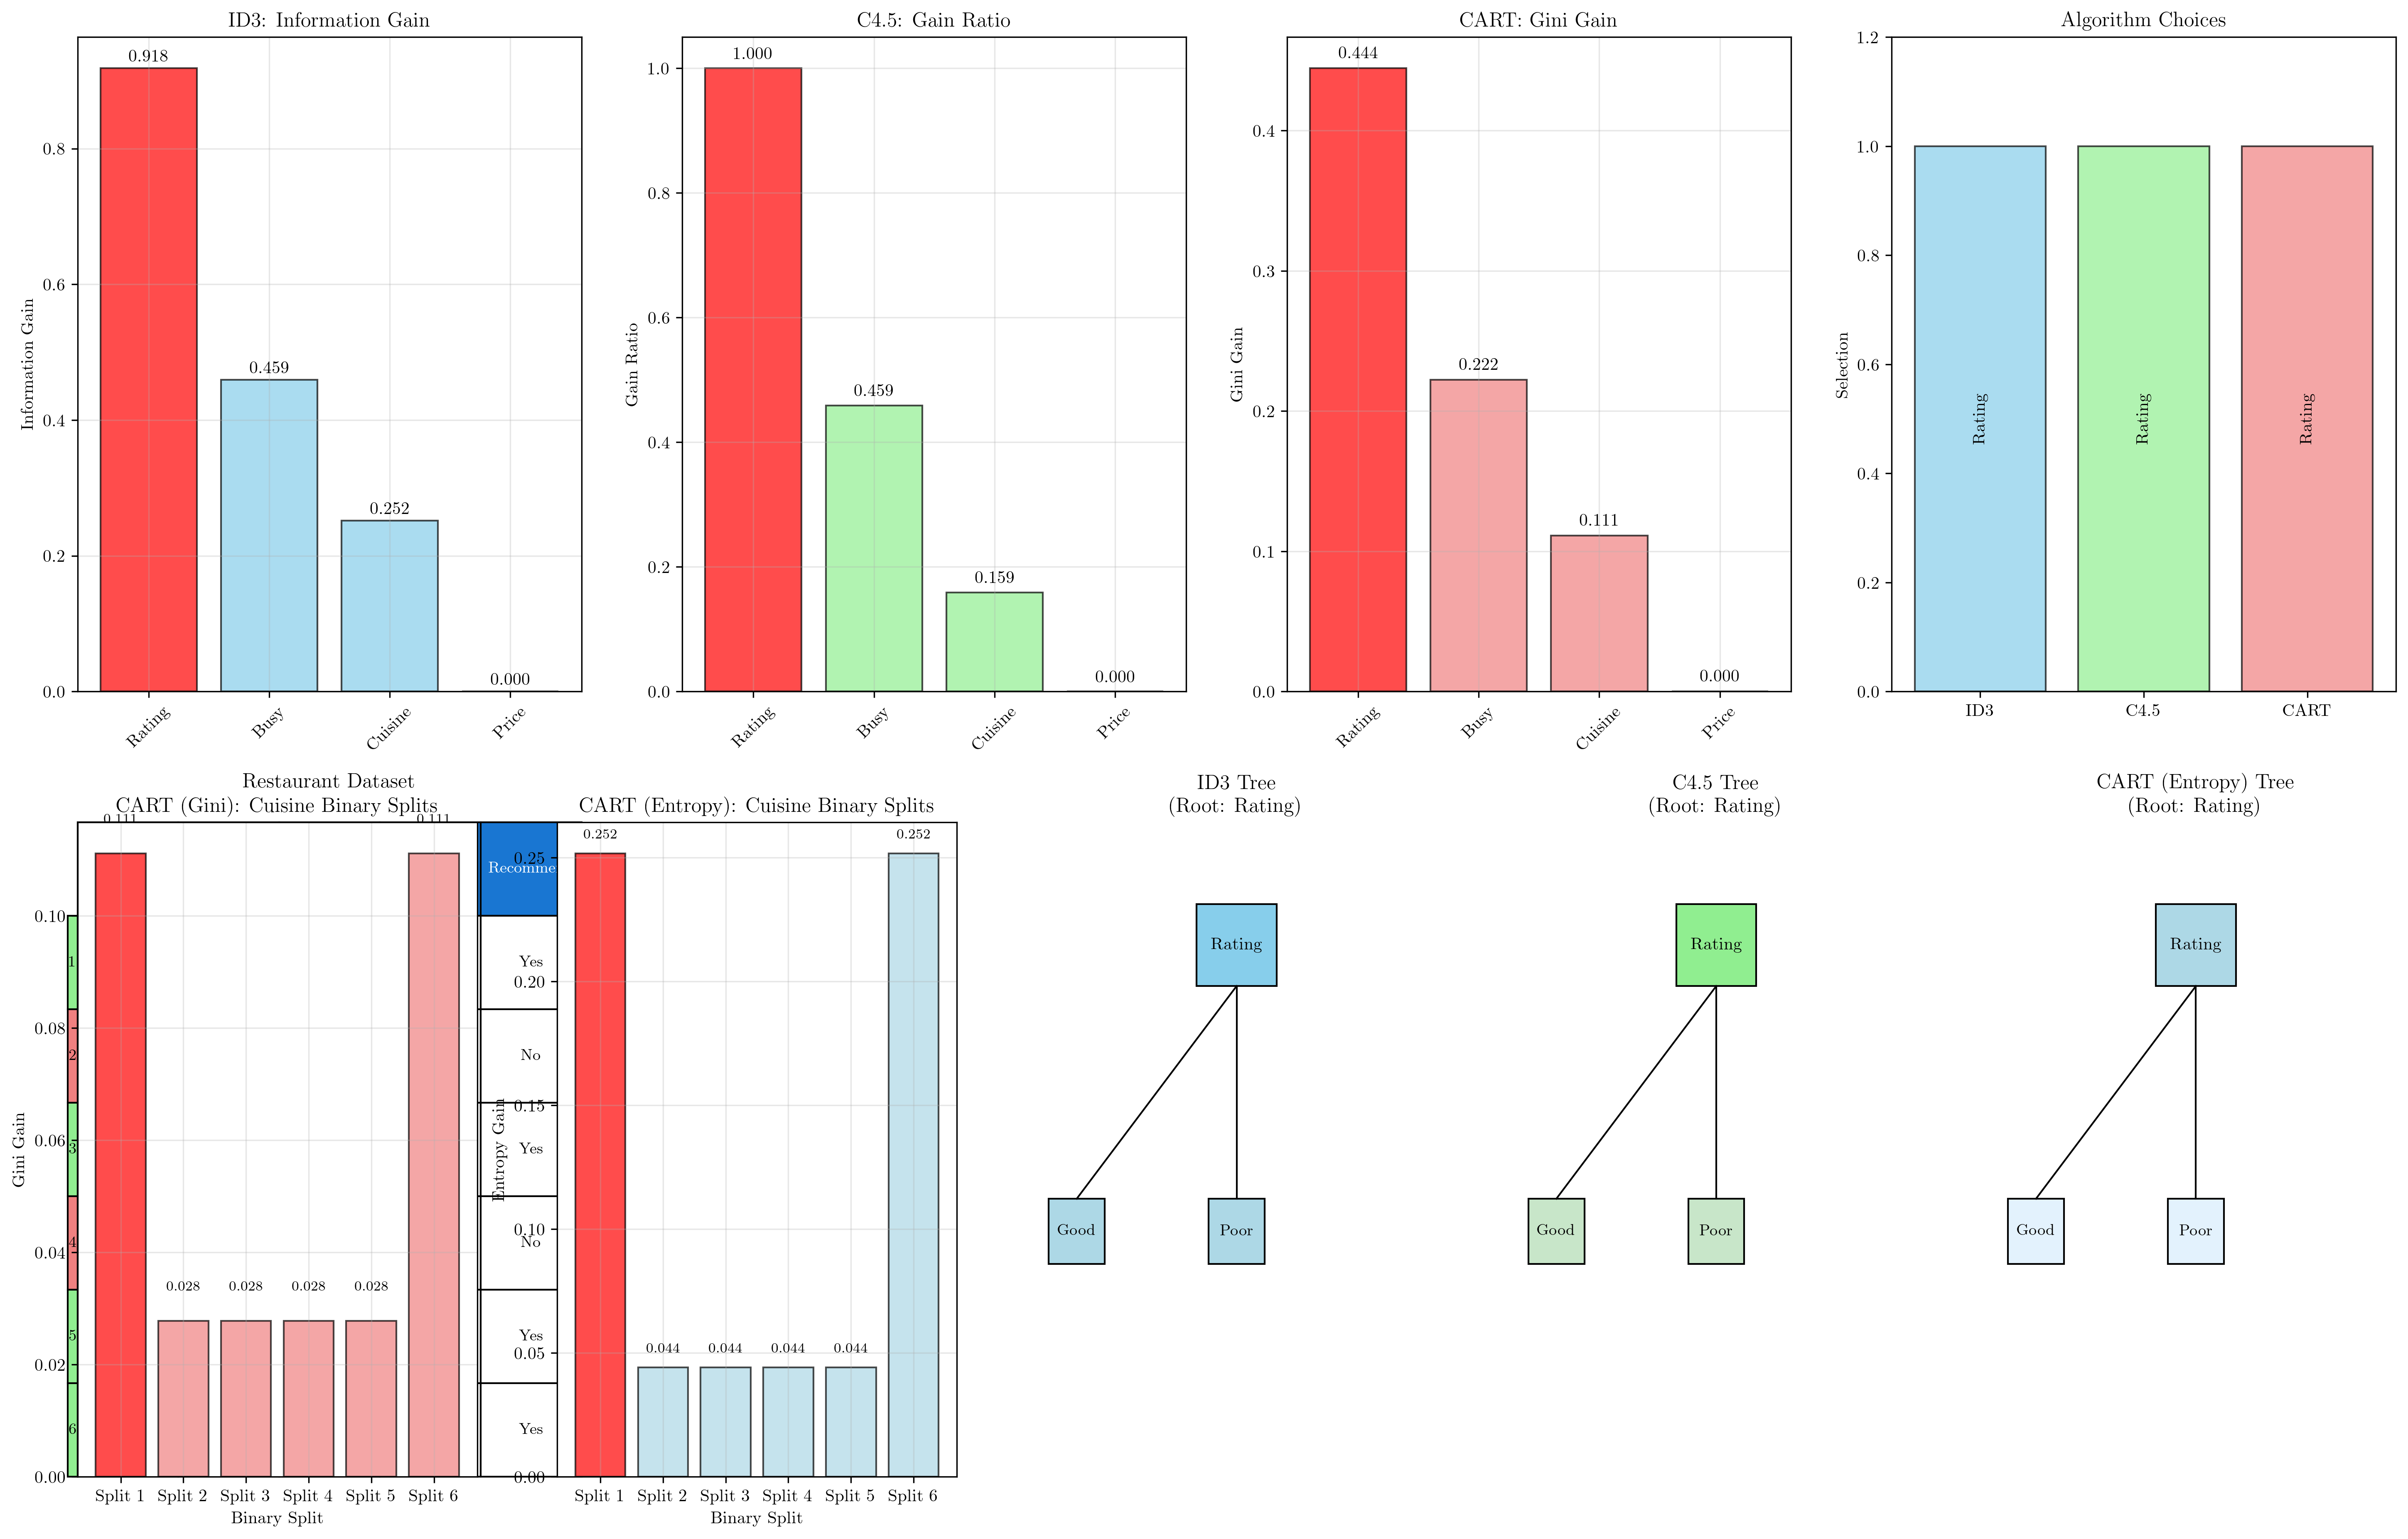 ID3: Information Gain
0.918
0.459
0.252
0.000
0.8
0.6
0.4
0.2
0.0
Information Gain
Rating
Busy
Cuisine
Price
C4.5: Gain Ratio
1.000
0.459
0.159
0.000
1.0
0.8
0.6
0.4
0.2
0.0
Gain Ratio
Rating
Busy
Cuisine
Price
CART: Gini Gain
0.444
0.222
0.111
0.000
0.4
0.3
0.2
0.1
0.0
Gini Gain
Rating
Busy
Cuisine
Price
Algorithm Choices
1.2
1.0
0.8
0.6
0.4
0.2
0.0
Selection
Rating
Rating
Rating
ID3
C4.5
CART
Restaurant Dataset
CART (Gini): Cuisine Binary Splits
0.111
0.028
0.028
0.028
0.028
0.111
0.10
0.08
0.06
0.04
0.02
0.00
Gini Gain
1
2
3
4
5
6
Split 1
Split 2
Split 3
Split 4
Split 5
Split 6
Binary Split
Recomme
Yes
No
Yes
No
Yes
Yes
CART (Entropy): Cuisine Binary Splits
0.252
0.044
0.044
0.044
0.044
0.252
0.25
0.20
0.15
0.10
0.05
0.00
Entropy Gain
Split 1
Split 2
Split 3
Split 4
Split 5
Split 6
Binary Split
ID3 Tree
(Root: Rating)
Rating
Good
Poor
C4.5 Tree
(Root: Rating)
Rating
Good
Poor
CART (Entropy) Tree
(Root: Rating)
Rating
Good
Poor